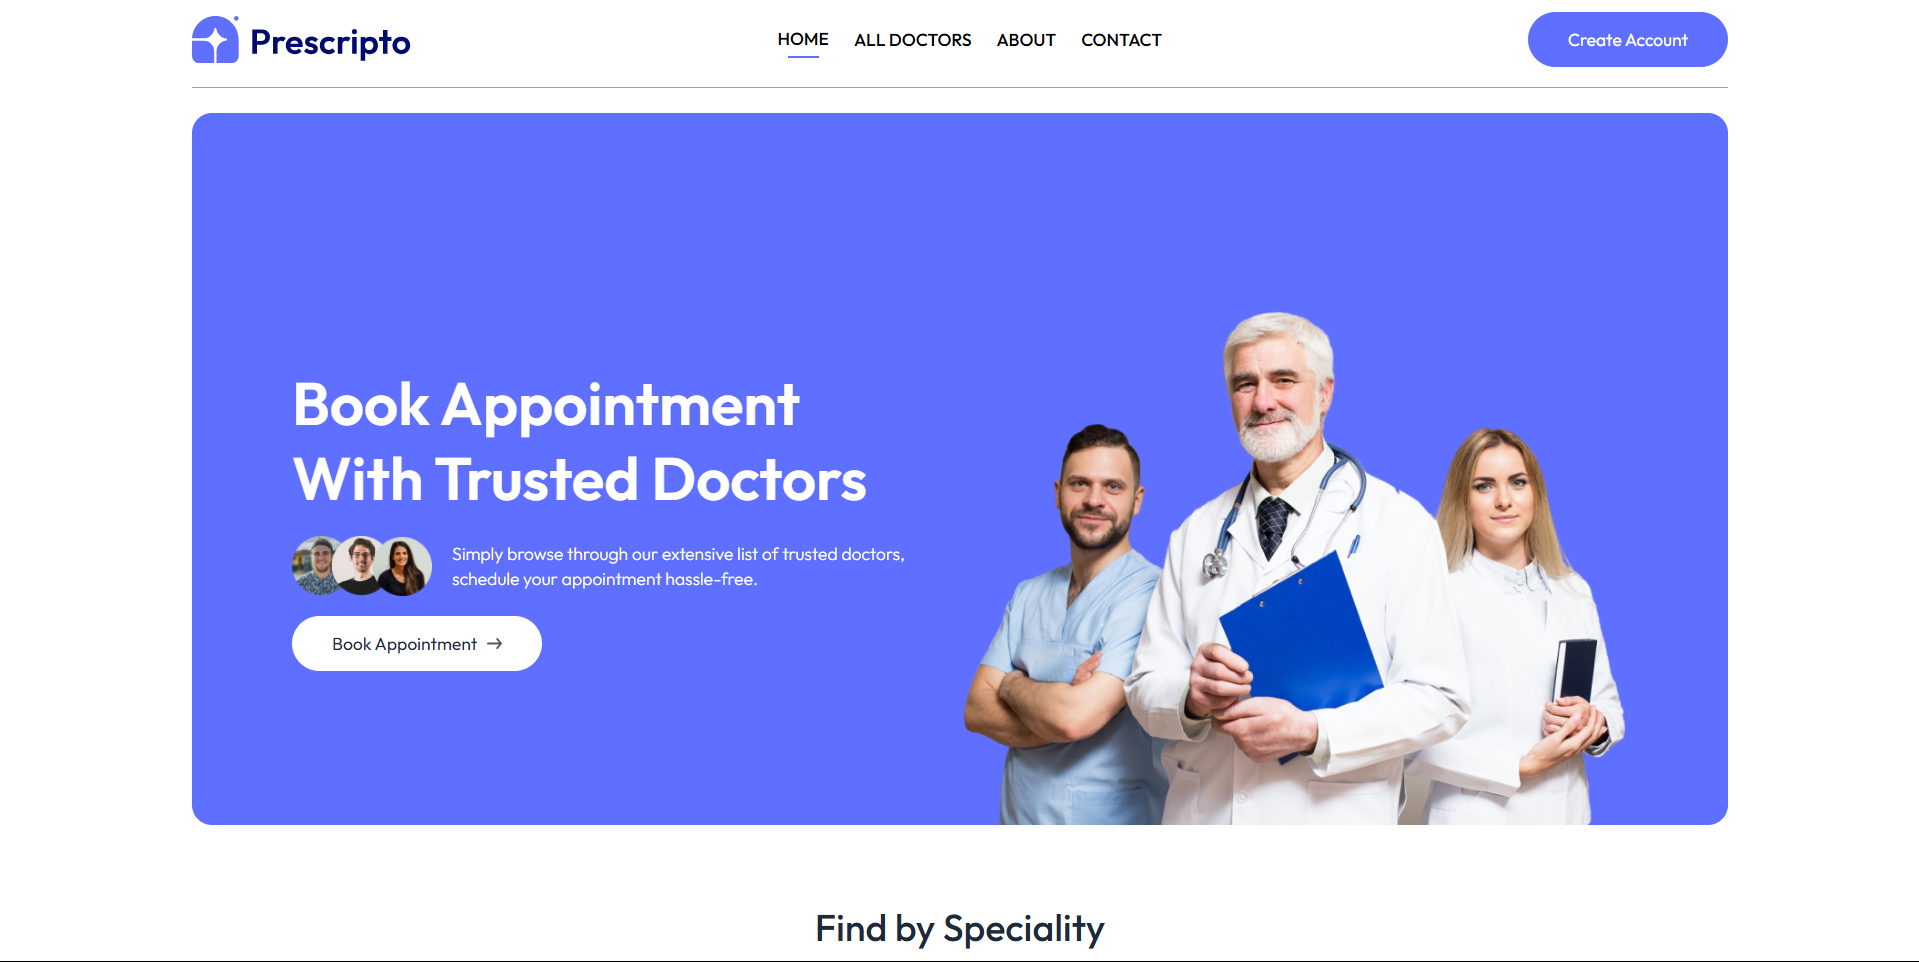 Prescripto
HOME
ALL DOCTORS
ABOUT
CONTACT
Create Account
Book Appointment
With Trusted Doctors
Simply browse through our extensive list of trusted doctors,
schedule your appointment hassle-free.
Book Appointment
Find by Speciality